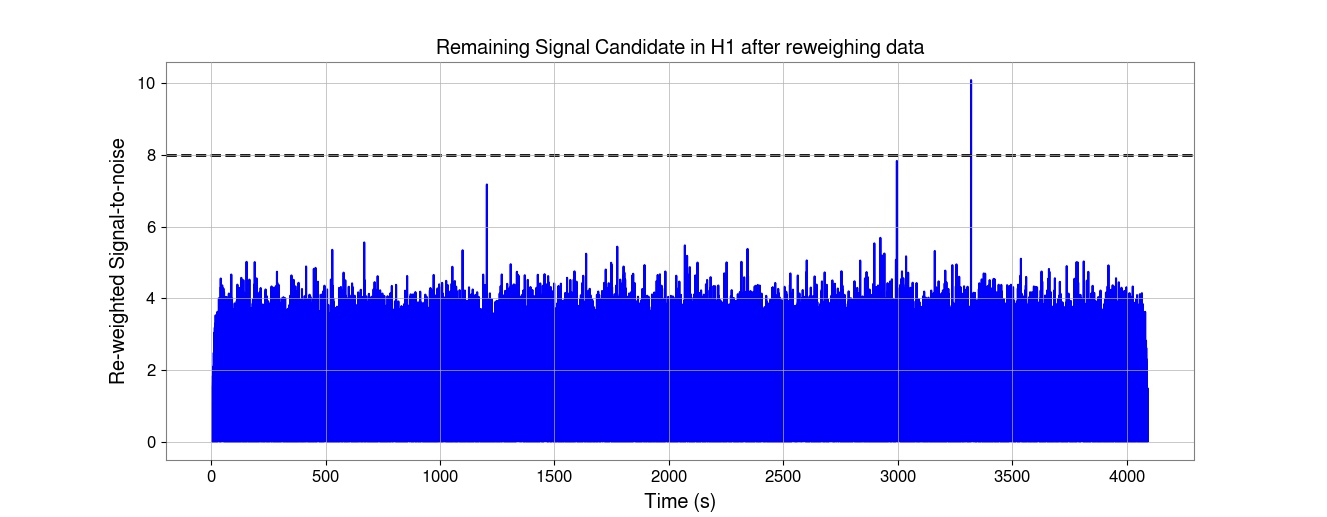 Remaining Signal Candidate in H1 after reweighing data
Re-weighted Signal-to-noise
10
8
6
4
2
0
0 500 1000 1500 2000 2500 3000 3500 4000
Time (s)